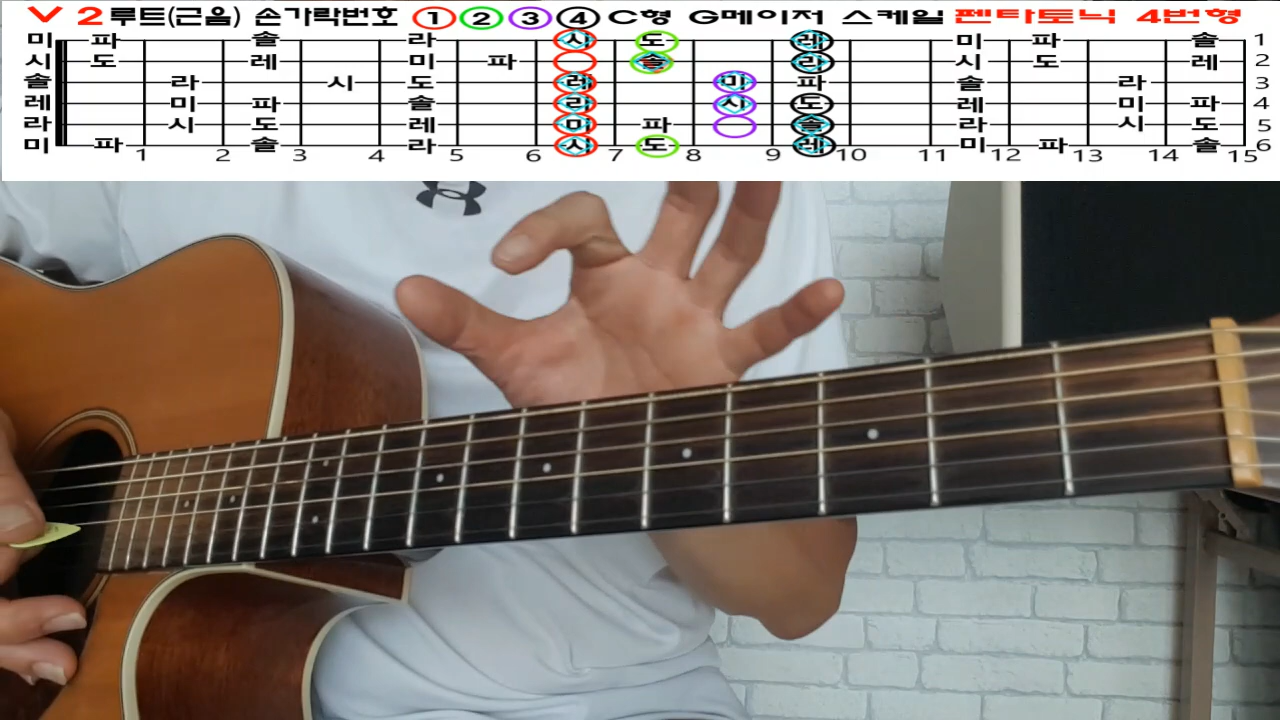 V 2 루트(근음) 손가락번호 ① ② ③ ④ C형 G메이저 스케일 펜타토닉 4번형
미 파 솔 라 시 도 레 미 파 솔 1
시 도 레 미 파 솔 라 시 도 레 2
솔 라 시 도 레 미 파 솔 라 3
레 미 파 솔 라 시 도 레 미 파 4
라 시 도 레 미 파 솔 라 시 도 5
미 파 솔 라 시 도 레 미 파 솔 6
1 2 3 4 5 6 7 8 9 10 11 12 13 14 15